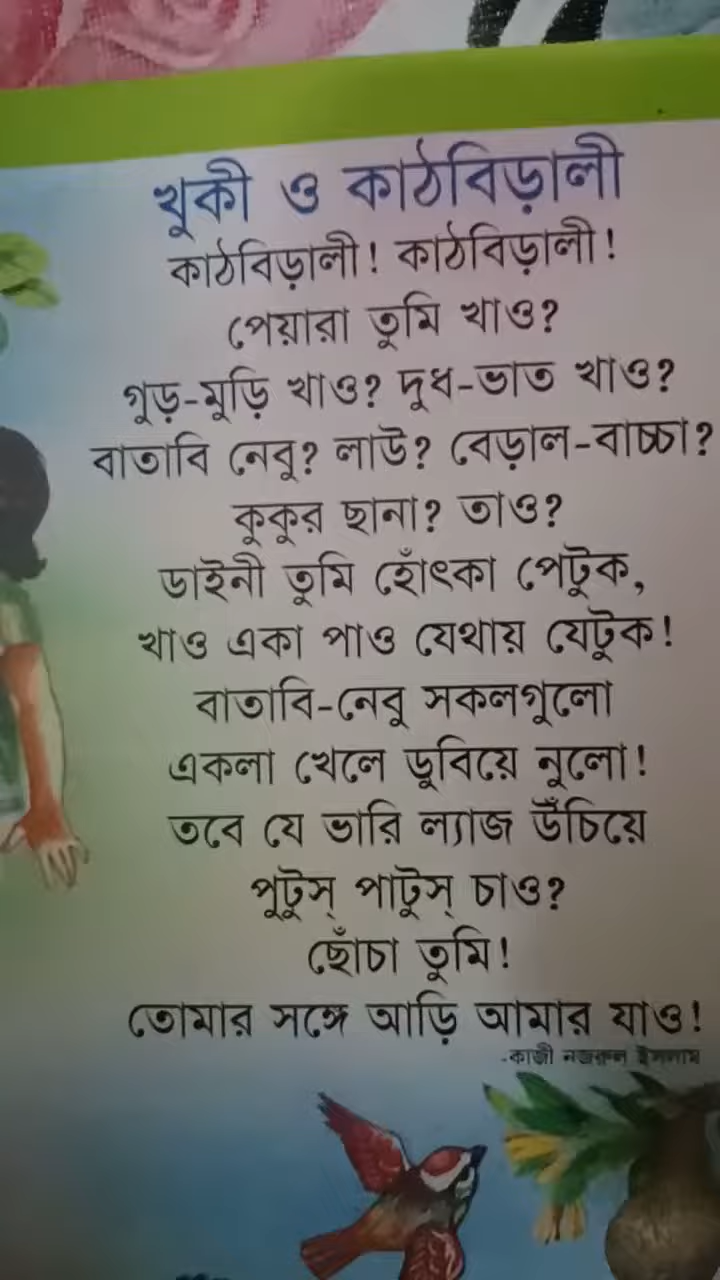 খুকী ও কাঠবিড়ালী
কাঠবিড়ালী! কাঠবিড়ালী!
পেয়ারা তুমি খাও?
গুড়-মুড়ি খাও? দুধ-ভাত খাও?
বাতাবি নেবু? লাউ? বেড়াল-বাচ্চা?
কুকুর ছানা? তাও?
ডাইনী তুমি হোঁৎকা পেটুক,
খাও একা পাও যেথায় যেটুক!
বাতাবি-নেবু সকলগুলো
একলা খেলে ডুবিয়ে নুলো!
তবে যে ভারি ল্যাজ উঁচিয়ে
পুটুস্ পাটুস্ চাও?
ছোঁচা তুমি!
তোমার সঙ্গে আড়ি আমার যাও!
-কাজী নজরুল ইসলাম